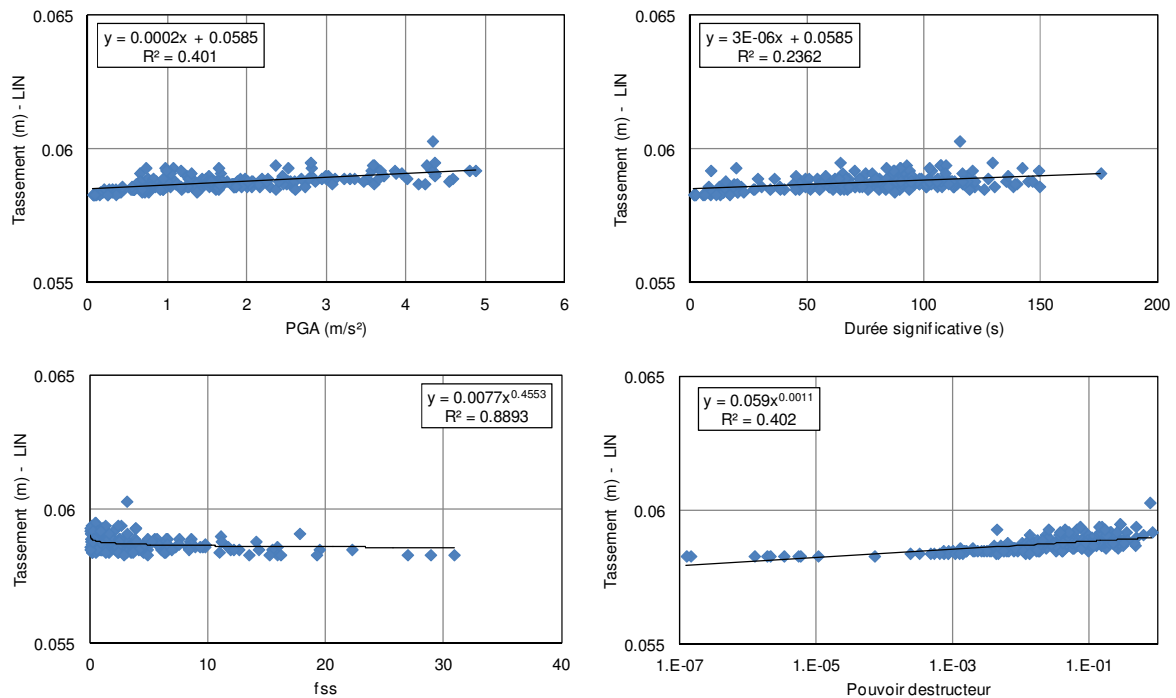 0.065
y = 0.0002x + 0.0585
R² = 0.401
0.06
0.055
Tassement (m) - LIN
0 1 2 3 4 5 6
PGA (m/s²)
0.065
y = 3E-06x + 0.0585
R² = 0.2362
0.06
0.055
Tassement (m) - LIN
0 50 100 150 200
Durée significative (s)
0.065
y = 0.0077x^0.4553
R² = 0.8893
0.06
0.055
Tassement (m) - LIN
0 10 20 30 40
fss
0.065
y = 0.059x^0.0011
R² = 0.402
0.06
0.055
Tassement (m) - LIN
1.E-07 1.E-05 1.E-03 1.E-01
Pouvoir destructeur